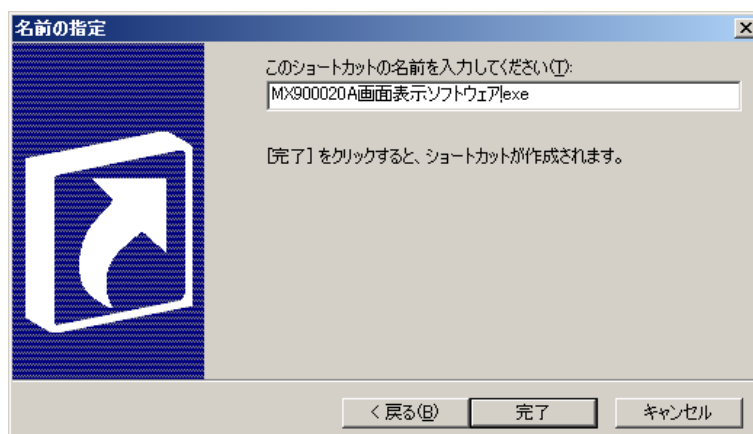 名前の指定
このショートカットの名前を入力してください(T):
MX900020A画面表示ソフトウェア.exe
[完了] をクリックすると、ショートカットが作成されます。
< 戻る(B)
完了
キャンセル